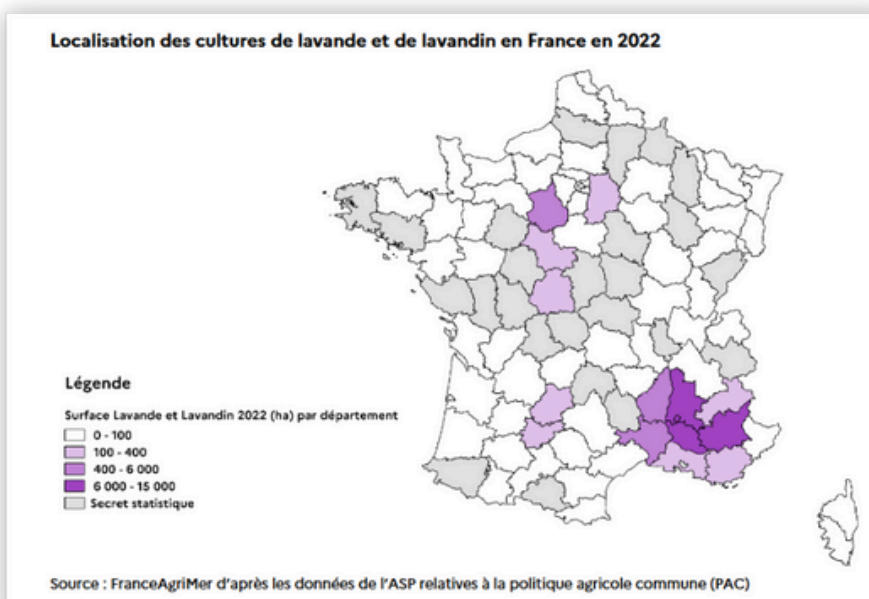 Localisation des cultures de lavande et de lavandin en France en 2022
Légende
Surface Lavande et Lavandin 2022 (ha) par département
0 - 100
100 - 400
400 - 6 000
6 000 - 15 000
Secret statistique
Source : FranceAgriMer d'après les données de l'ASP relatives à la politique agricole commune (PAC)